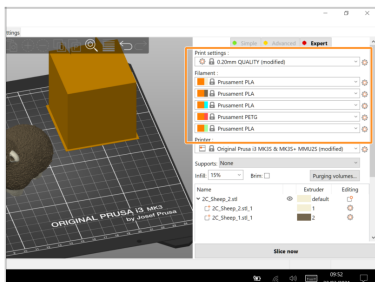 ttings
Simple
Advanced
Expert
Print settings :
0.20mm QUALITY (modified)
Filament :
Prusament PLA
Prusament PLA
Prusament PLA
Prusament PETG
Prusament PLA
Printer :
Original Prusa i3 MK3S & MK3S+ MMU2S (modified)
Supports: None
Infill: 15% Brim:
Purging volumes...
Name Extruder Editing
2C_Sheep_2.stl default
2C_Sheep_2.stl_1 1
2C_Sheep_1.stl_1 2
ORIGINAL PRUSA i3 MK3
by Josef Prusa
Slice now
09:52